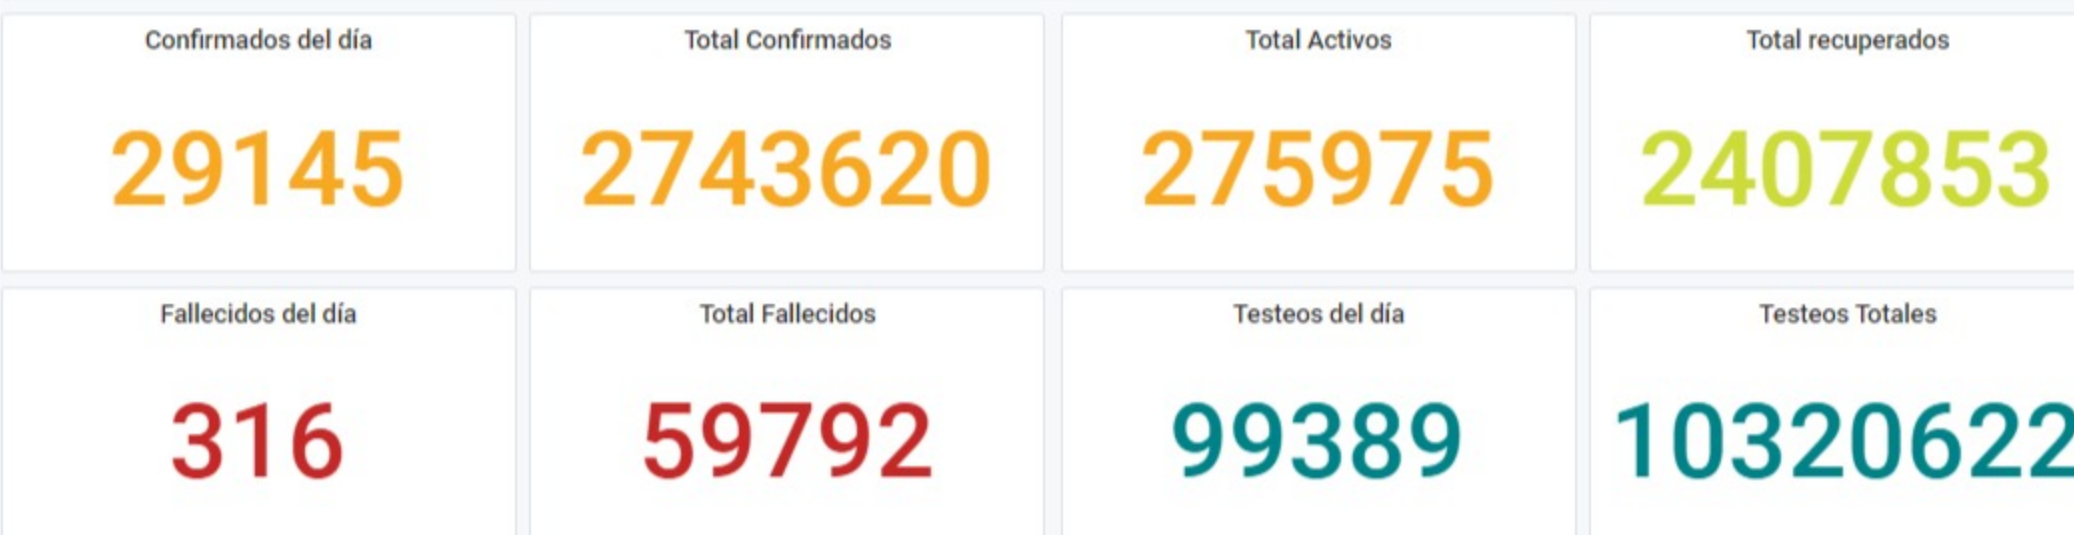 Confirmados del día
Total Confirmados
Total Activos
Total recuperados
29145
2743620
275975
2407853
Fallecidos del día
Total Fallecidos
Testeos del día
Testeos Totales
316
59792
99389
10320622